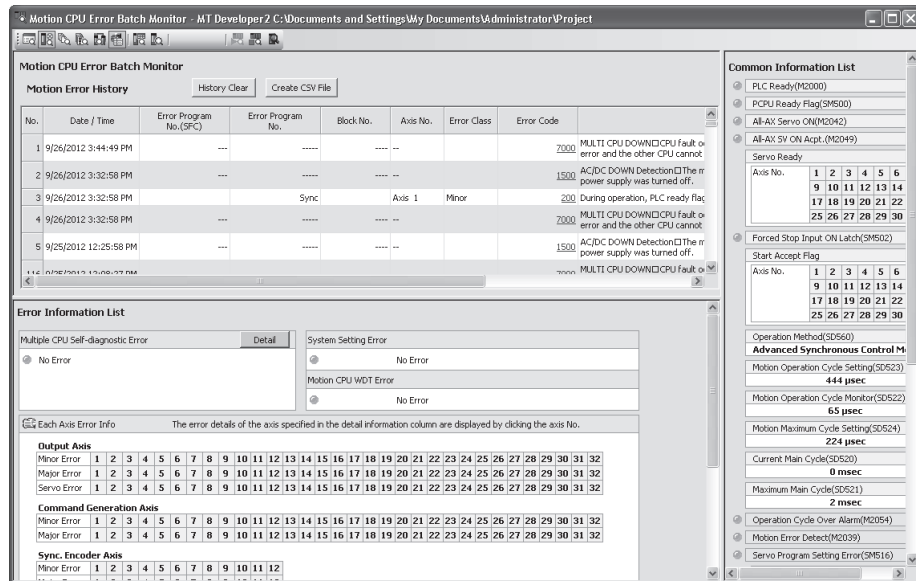 Motion CPU Error Batch Monitor - MT Developer2 C:\Documents and Settings\My Documents\Administrator\Project
Motion CPU Error Batch Monitor
Motion Error History
History Clear
Create CSV File
No. Date / Time Error Program No.(SFC) Error Program No. Block No. Axis No. Error Class Error Code
1 9/26/2012 3:44:49 PM --- ----- ---- -- 7000 MULTI CPU DOWN□CPU fault
error and the other CPU cannot
2 9/26/2012 3:32:58 PM --- ----- ---- -- 1500 AC/DC DOWN Detection□The
power supply was turned off.
3 9/26/2012 3:32:58 PM Sync Axis 1 Minor 200 During operation, PLC ready flag
4 9/26/2012 3:32:58 PM --- ----- ---- -- 7000 MULTI CPU DOWN□CPU fault
error and the other CPU cannot
5 9/25/2012 12:25:58 PM --- ----- ---- -- 1500 AC/DC DOWN Detection□The
power supply was turned off.
--- ----- ---- -- 7000 MULTI CPU DOWN□CPU fault
Error Information List
Multiple CPU Self-diagnostic Error
Detail
No Error
System Setting Error
No Error
Motion CPU WDT Error
No Error
Each Axis Error Info The error details of the axis specified in the detail information column are displayed by clicking the axis No.
Output Axis
Minor Error 1 2 3 4 5 6 7 8 9 10 11 12 13 14 15 16 17 18 19 20 21 22 23 24 25 26 27 28 29 30 31 32
Major Error 1 2 3 4 5 6 7 8 9 10 11 12 13 14 15 16 17 18 19 20 21 22 23 24 25 26 27 28 29 30 31 32
Servo Error 1 2 3 4 5 6 7 8 9 10 11 12 13 14 15 16 17 18 19 20 21 22 23 24 25 26 27 28 29 30 31 32
Command Generation Axis
Minor Error 1 2 3 4 5 6 7 8 9 10 11 12 13 14 15 16 17 18 19 20 21 22 23 24 25 26 27 28 29 30 31 32
Major Error 1 2 3 4 5 6 7 8 9 10 11 12 13 14 15 16 17 18 19 20 21 22 23 24 25 26 27 28 29 30 31 32
Sync. Encoder Axis
Minor Error 1 2 3 4 5 6 7 8 9 10 11 12
Common Information List
PLC Ready(M2000)
PCPU Ready Flag(SM500)
All-AX Servo ON(M2042)
All-AX SV ON Acpt.(M2049)
Servo Ready
Axis No. 1 2 3 4 5 6
9 10 11 12 13 14
17 18 19 20 21 22
25 26 27 28 29 30
Forced Stop Input ON Latch(SM502)
Start Accept Flag
Axis No. 1 2 3 4 5 6
9 10 11 12 13 14
17 18 19 20 21 22
25 26 27 28 29 30
Operation Method(SD560)
Advanced Synchronous Control
Motion Operation Cycle Setting(SD523)
444 μsec
Motion Operation Cycle Monitor(SD522)
65 μsec
Motion Maximum Cycle Setting(SD524)
224 μsec
Current Main Cycle(SD520)
0 msec
Maximum Main Cycle(SD521)
2 msec
Operation Cycle Over Alarm(M2054)
Motion Error Detect(M2039)
Servo Program Setting Error(SM516)